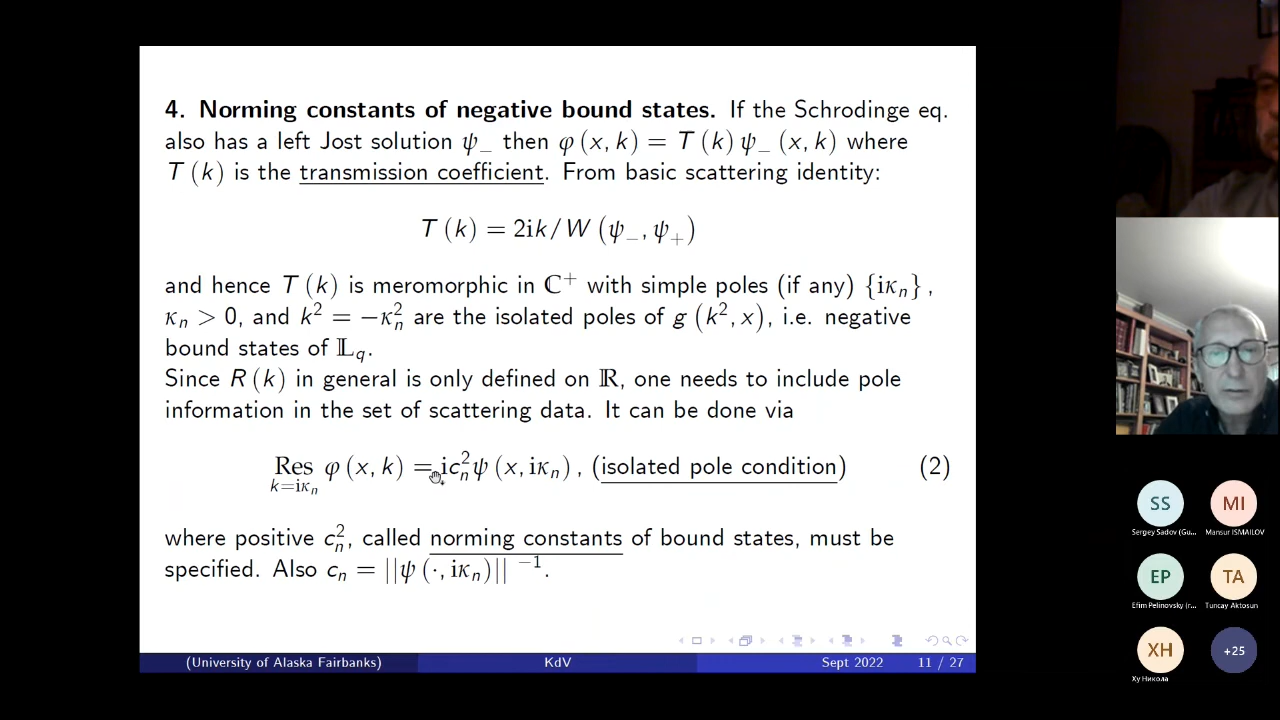 4. Norming constants of negative bound states. If the Schrodinge eq.
also has a left Jost solution ψ₋ then φ (x, k) = T (k) ψ₋ (x, k) where
T (k) is the transmission coefficient. From basic scattering identity:
T (k) = 2ik/W (ψ₋, ψ₊)
and hence T (k) is meromorphic in ℂ⁺ with simple poles (if any) {iκₙ} ,
κₙ > 0, and k² = −κₙ² are the isolated poles of g (k², x), i.e. negative
bound states of 𝕃_q.
Since R (k) in general is only defined on ℝ, one needs to include pole
information in the set of scattering data. It can be done via
Res φ (x, k) = icₙ²ψ (x, iκₙ) , (isolated pole condition) (2)
k=iκₙ
where positive cₙ², called norming constants of bound states, must be
specified. Also cₙ = ||ψ (·, iκₙ)|| ⁻¹.
(University of Alaska Fairbanks) KdV Sept 2022 11 / 27
SS MI
Sergey Sadov (Gu... Mansur ISMAILOV
EP TA
Efim Pelinovsky (r... Tuncay Aktosun
XH +25
Ху Никола